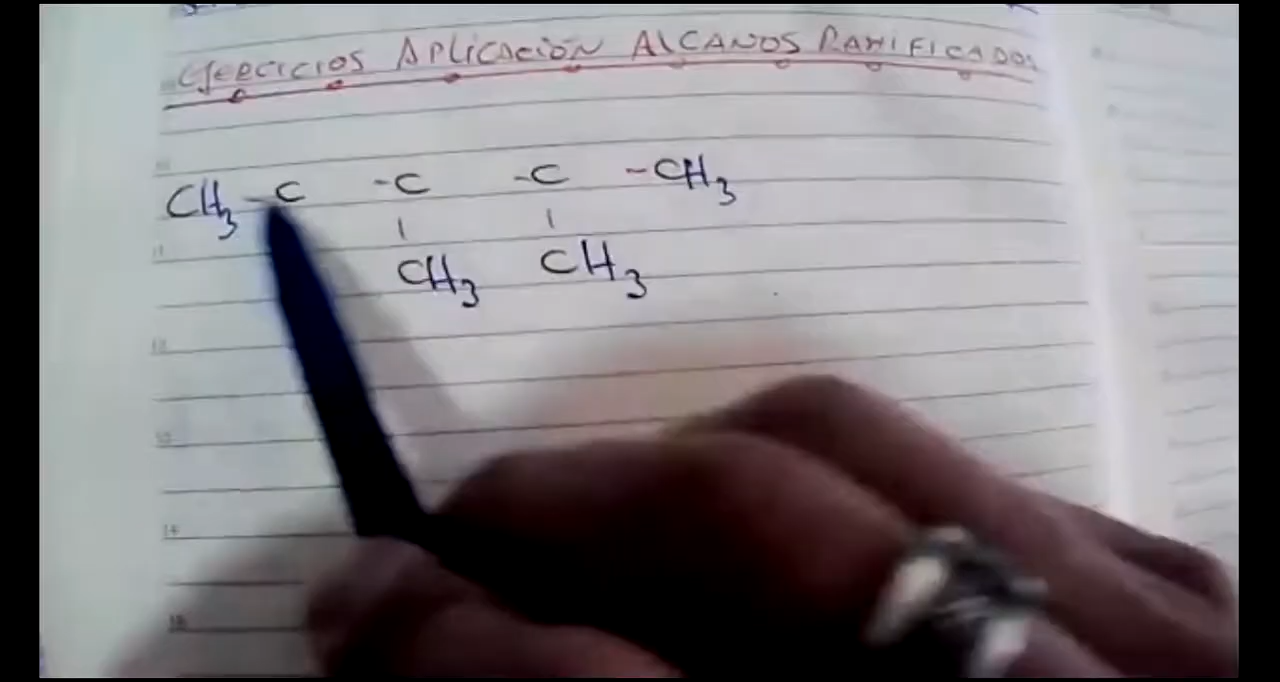 EJERCICIOS APLICACIÓN ALCANOS RAMIFICADOS
CH3 - C - C - C - CH3
CH3 CH3